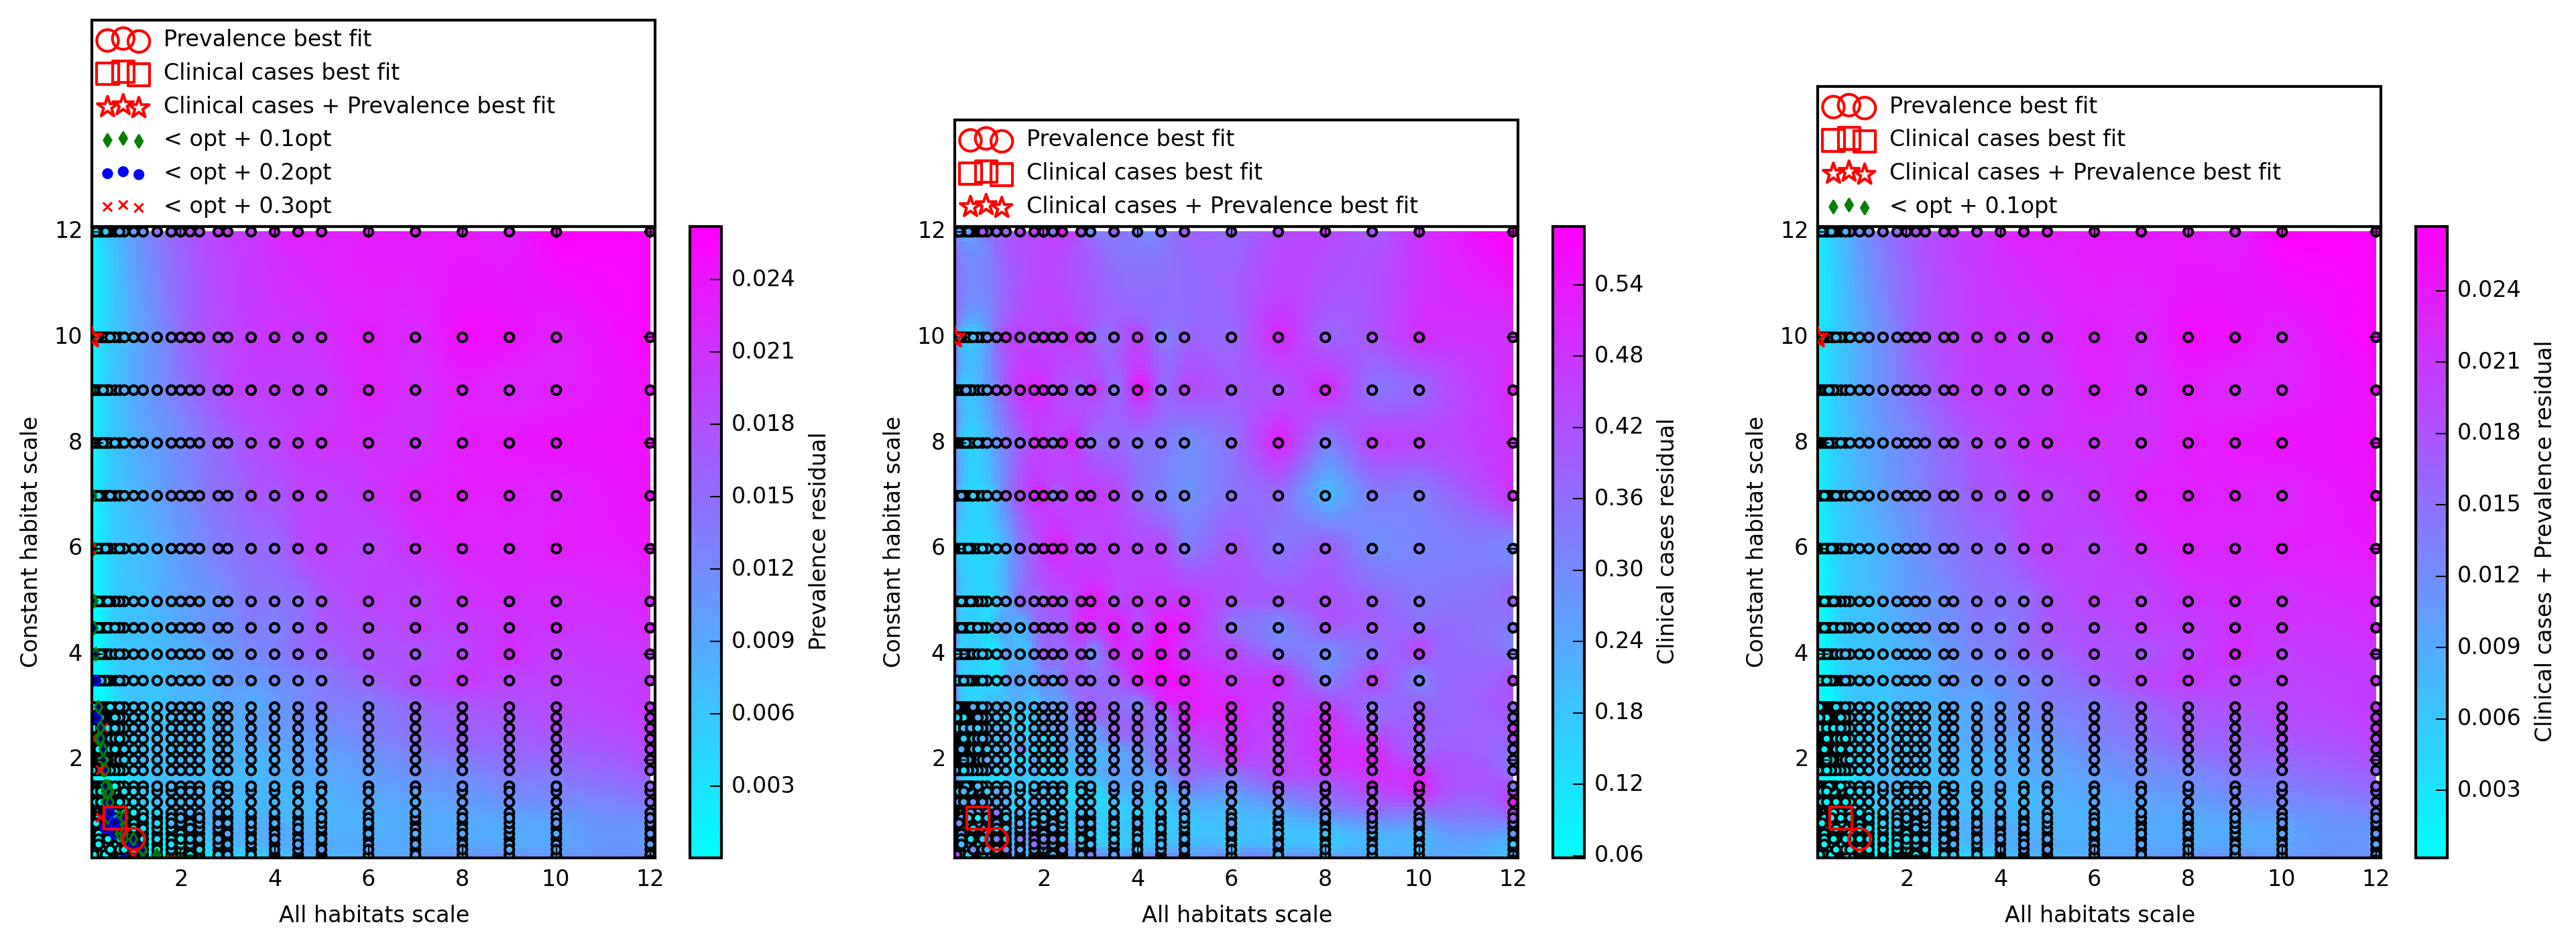 Prevalence best fit
Clinical cases best fit
Clinical cases + Prevalence best fit
< opt + 0.1opt
< opt + 0.2opt
< opt + 0.3opt
12
10
8
6
4
2
Constant habitat scale
2 4 6 8 10 12
All habitats scale
0.024
0.021
0.018
0.015
0.012
0.009
0.006
0.003
Prevalence residual
Prevalence best fit
Clinical cases best fit
Clinical cases + Prevalence best fit
12
10
8
6
4
2
Constant habitat scale
2 4 6 8 10 12
All habitats scale
0.54
0.48
0.42
0.36
0.30
0.24
0.18
0.12
0.06
Clinical cases residual
Prevalence best fit
Clinical cases best fit
Clinical cases + Prevalence best fit
< opt + 0.1opt
12
10
8
6
4
2
Constant habitat scale
2 4 6 8 10 12
All habitats scale
0.024
0.021
0.018
0.015
0.012
0.009
0.006
0.003
Clinical cases + Prevalence residual